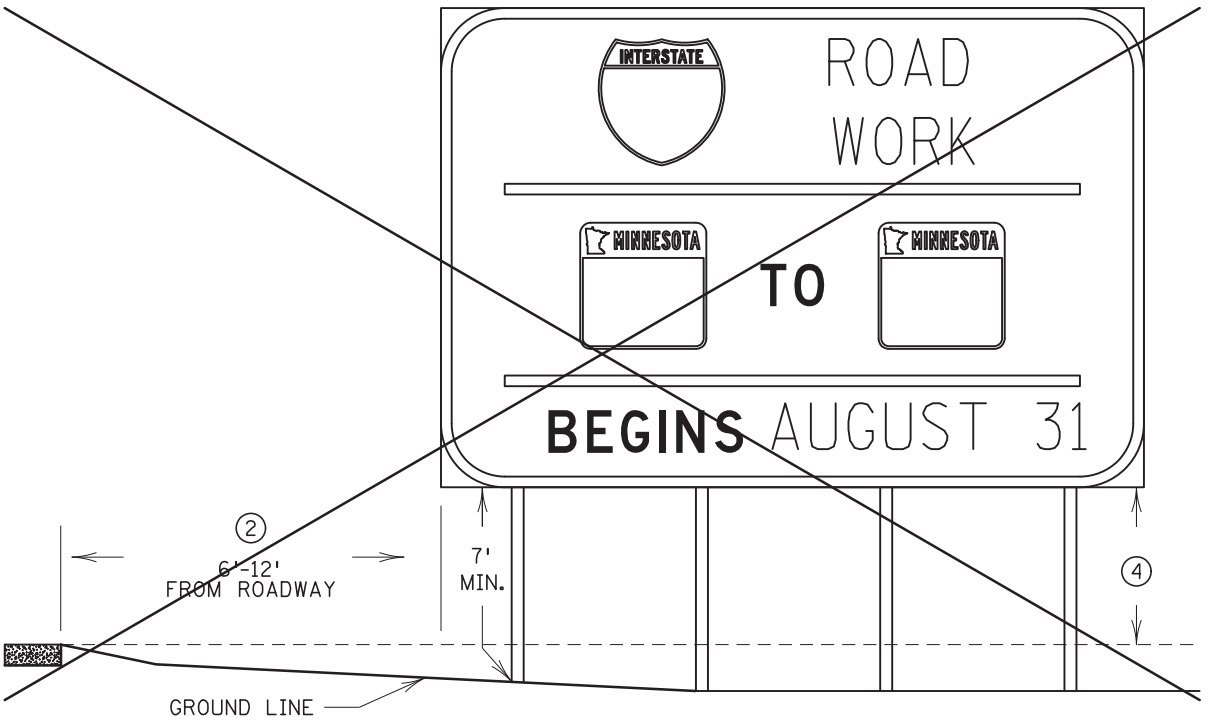 INTERSTATE
ROAD
WORK
MINNESOTA
TO
MINNESOTA
BEGINS AUGUST 31
2
6'-12'
FROM ROADWAY
7'
MIN.
4
GROUND LINE